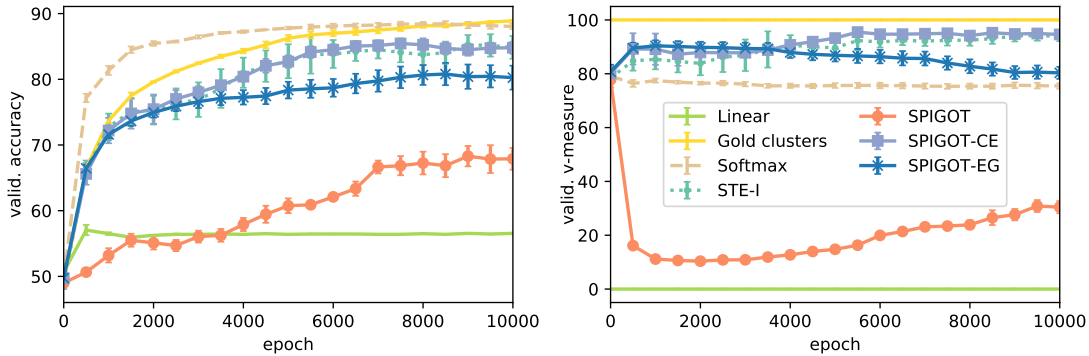 valid. accuracy
90
80
70
60
50
0 2000 4000 6000 8000 10000
epoch
valid. v-measure
100
80
60
40
20
0
Linear
Gold clusters
Softmax
STE-I
SPIGOT
SPIGOT-CE
SPIGOT-EG
0 2000 4000 6000 8000 10000
epoch